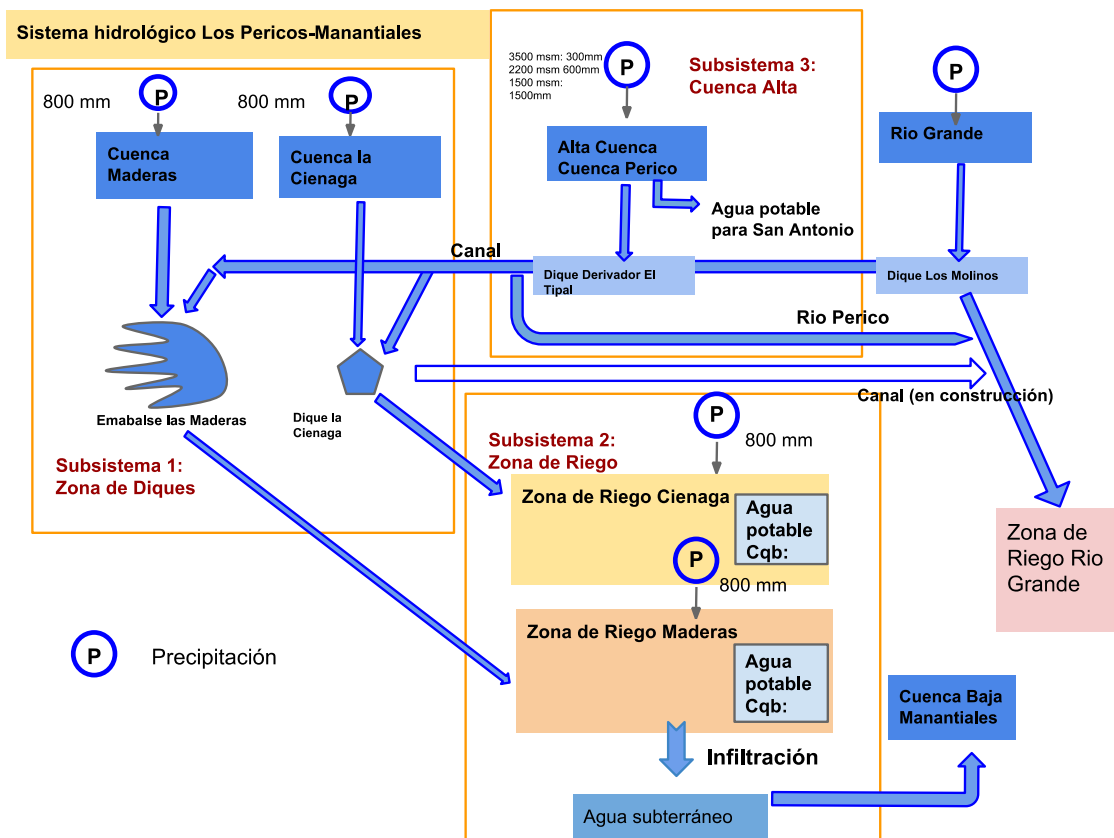 Sistema hidrológico Los Pericos-Manantiales
3500 msm: 300mm
2200 msm 600mm
1500 msm:
1500mm
P
Subsistema 3:
Cuenca Alta
P
800 mm
P
800 mm
P
Cuenca
Maderas
Cuenca la
Cienaga
Alta Cuenca
Cuenca Perico
Rio Grande
Agua potable
para San Antonio
Canal
Dique Derivador El
Tipal
Dique Los Molinos
Rio Perico
Canal (en construcción)
Emabalse las Maderas
Dique la
Cienaga
Subsistema 1:
Zona de Diques
Subsistema 2:
Zona de Riego
P
800 mm
Zona de Riego Cienaga
Agua
potable
Cqb:
P
800 mm
Zona de Riego Maderas
Agua
potable
Cqb:
Zona de
Riego Rio
Grande
P
Precipitación
Cuenca Baja
Manantiales
Infiltración
Agua subterráneo